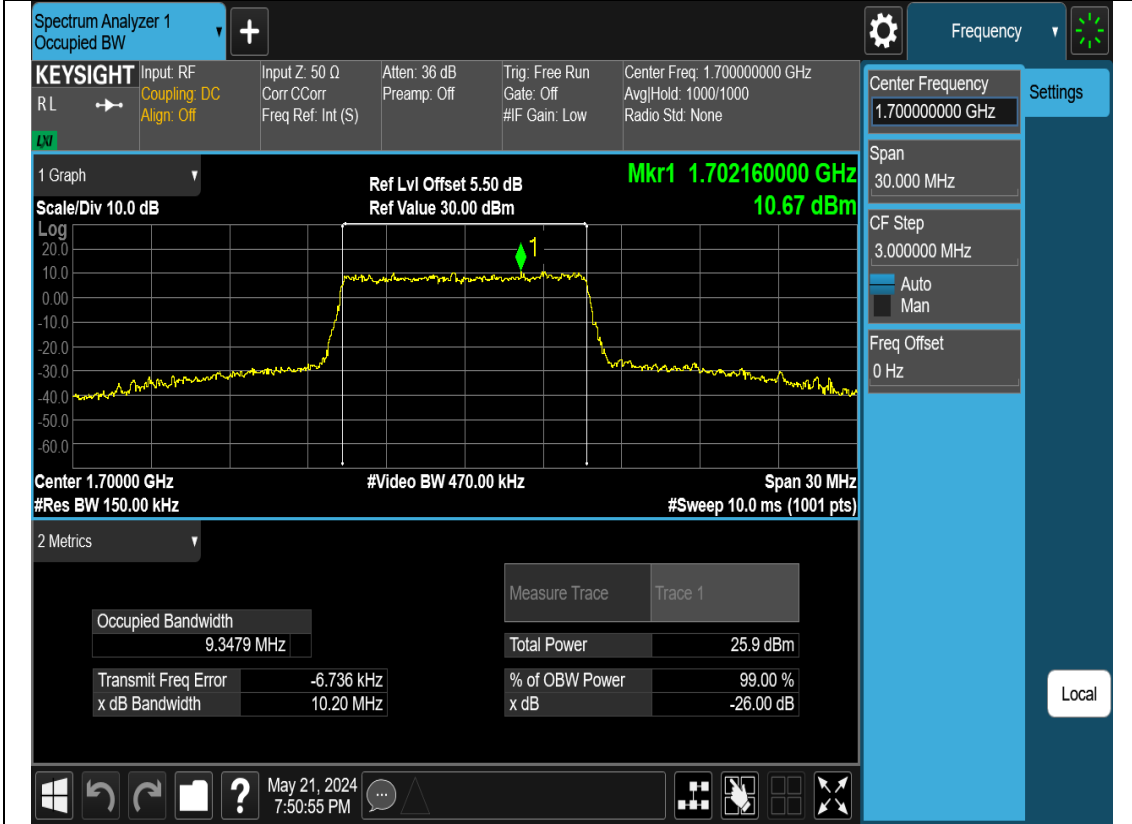 Spectrum Analyzer 1
Occupied BW
+
Frequency
KEYSIGHT
R L
LXI
Input: RF
Coupling: DC
Align: Off
Input Z: 50 Ω
Corr CCorr
Freq Ref: Int (S)
Atten: 36 dB
Preamp: Off
Trig: Free Run
Gate: Off
#IF Gain: Low
Center Freq: 1.700000000 GHz
Avg|Hold: 1000/1000
Radio Std: None
Center Frequency
1.700000000 GHz
Settings
Span
30.000 MHz
CF Step
3.000000 MHz
Auto
Man
Freq Offset
0 Hz
Local
1 Graph
Scale/Div 10.0 dB
Ref Lvl Offset 5.50 dB
Ref Value 30.00 dBm
Mkr1 1.702160000 GHz
10.67 dBm
Log
20.0
10.0
0.00
-10.0
-20.0
-30.0
-40.0
-50.0
-60.0
1
Center 1.70000 GHz
#Video BW 470.00 kHz
Span 30 MHz
#Res BW 150.00 kHz
#Sweep 10.0 ms (1001 pts)
2 Metrics
Measure Trace
Trace 1
Occupied Bandwidth
9.3479 MHz
Total Power
25.9 dBm
Transmit Freq Error
-6.736 kHz
% of OBW Power
99.00 %
x dB Bandwidth
10.20 MHz
x dB
-26.00 dB
?
May 21, 2024
7:50:55 PM